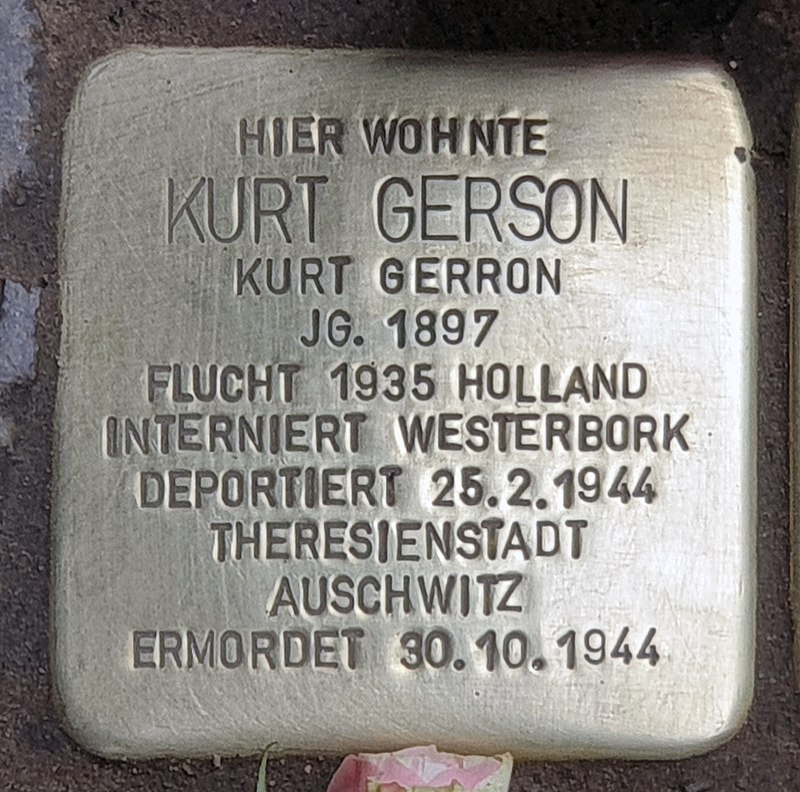 HIER WOHNTE
KURT GERSON
KURT GERRON
JG. 1897
FLUCHT 1935 HOLLAND
INTERNIERT WESTERBORK
DEPORTIERT 25.2.1944
THERESIENSTADT
AUSCHWITZ
ERMORDET 30.10.1944